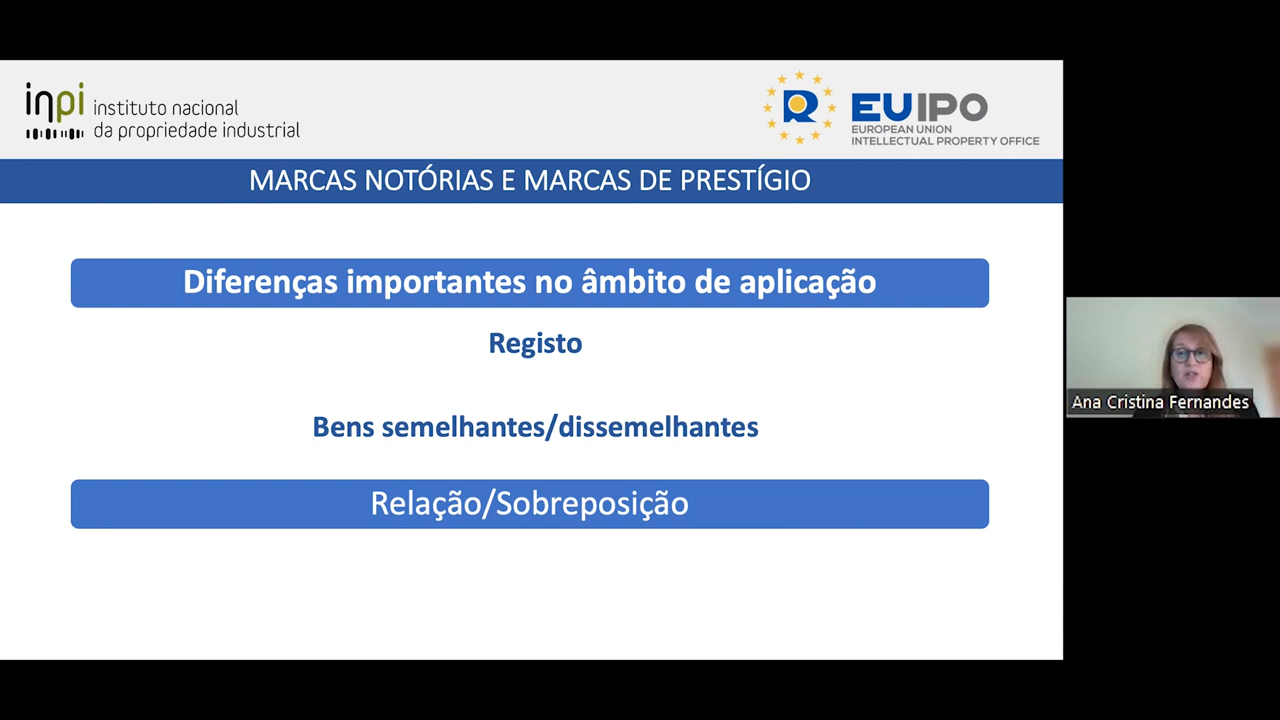 inpi instituto nacional
da propriedade industrial
R
EUIPO
EUROPEAN UNION
INTELLECTUAL PROPERTY OFFICE
MARCAS NOTÓRIAS E MARCAS DE PRESTÍGIO
Diferenças importantes no âmbito de aplicação
Registo
Bens semelhantes/dissemelhantes
Relação/Sobreposição
Ana Cristina Fernandes